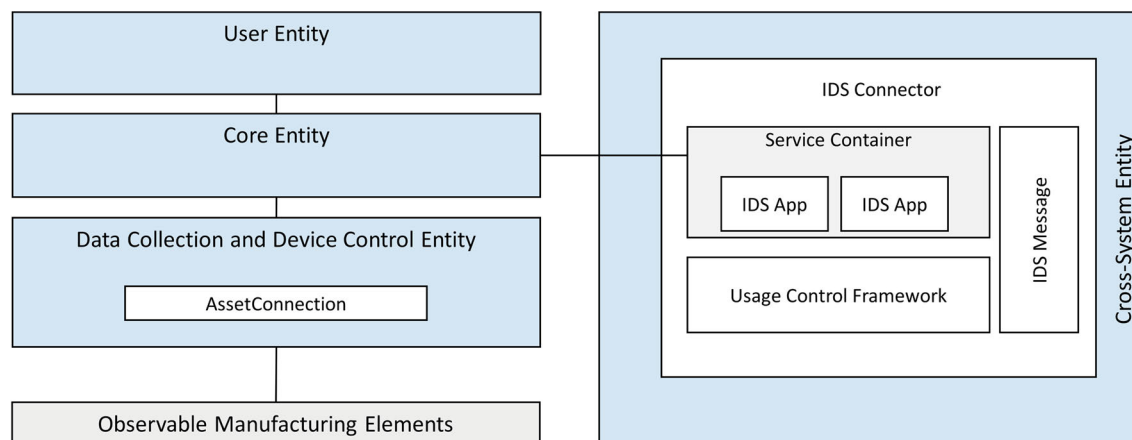 User Entity
Core Entity
Data Collection and Device Control Entity
AssetConnection
Observable Manufacturing Elements
IDS Connector
Service Container
IDS App
IDS App
Usage Control Framework
IDS Message
Cross-System Entity